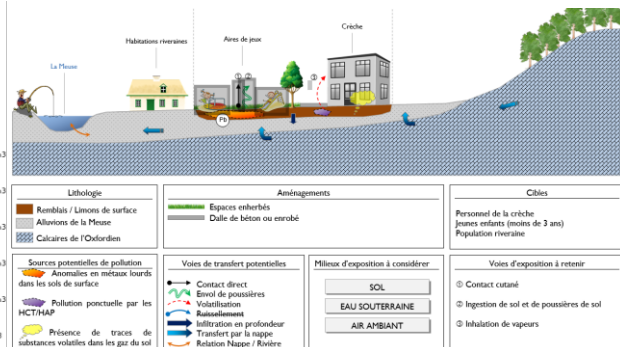 Crèche
Aires de jeux
Habitations riveraines
La Meuse
① ②
③
Pb
Lithologie
Remblais / Limons de surface
Alluvions de la Meuse
Calcaires de l'Oxfordien
Aménagements
Espaces enherbés
Dalle de béton ou enrobé
Cibles
Personnel de la crèche
Jeunes enfants (moins de 3 ans)
Population riveraine
Sources potentielles de pollution
Anomalies en métaux lourds
dans les sols de surface
Pollution ponctuelle par les
HCT/HAP
Présence de traces de
substances volatiles dans les gaz du sol
Voies de transfert potentielles
Contact direct
Envol de poussières
Volatilisation
Ruissellement
Infiltration en profondeur
Transfert par la nappe
Relation Nappe / Rivière
Milieux d'exposition à considérer
SOL
EAU SOUTERRAINE
AIR AMBIANT
Voies d'exposition à retenir
① Contact cutané
② Ingestion de sol et de poussières de sol
③ Inhalation de vapeurs